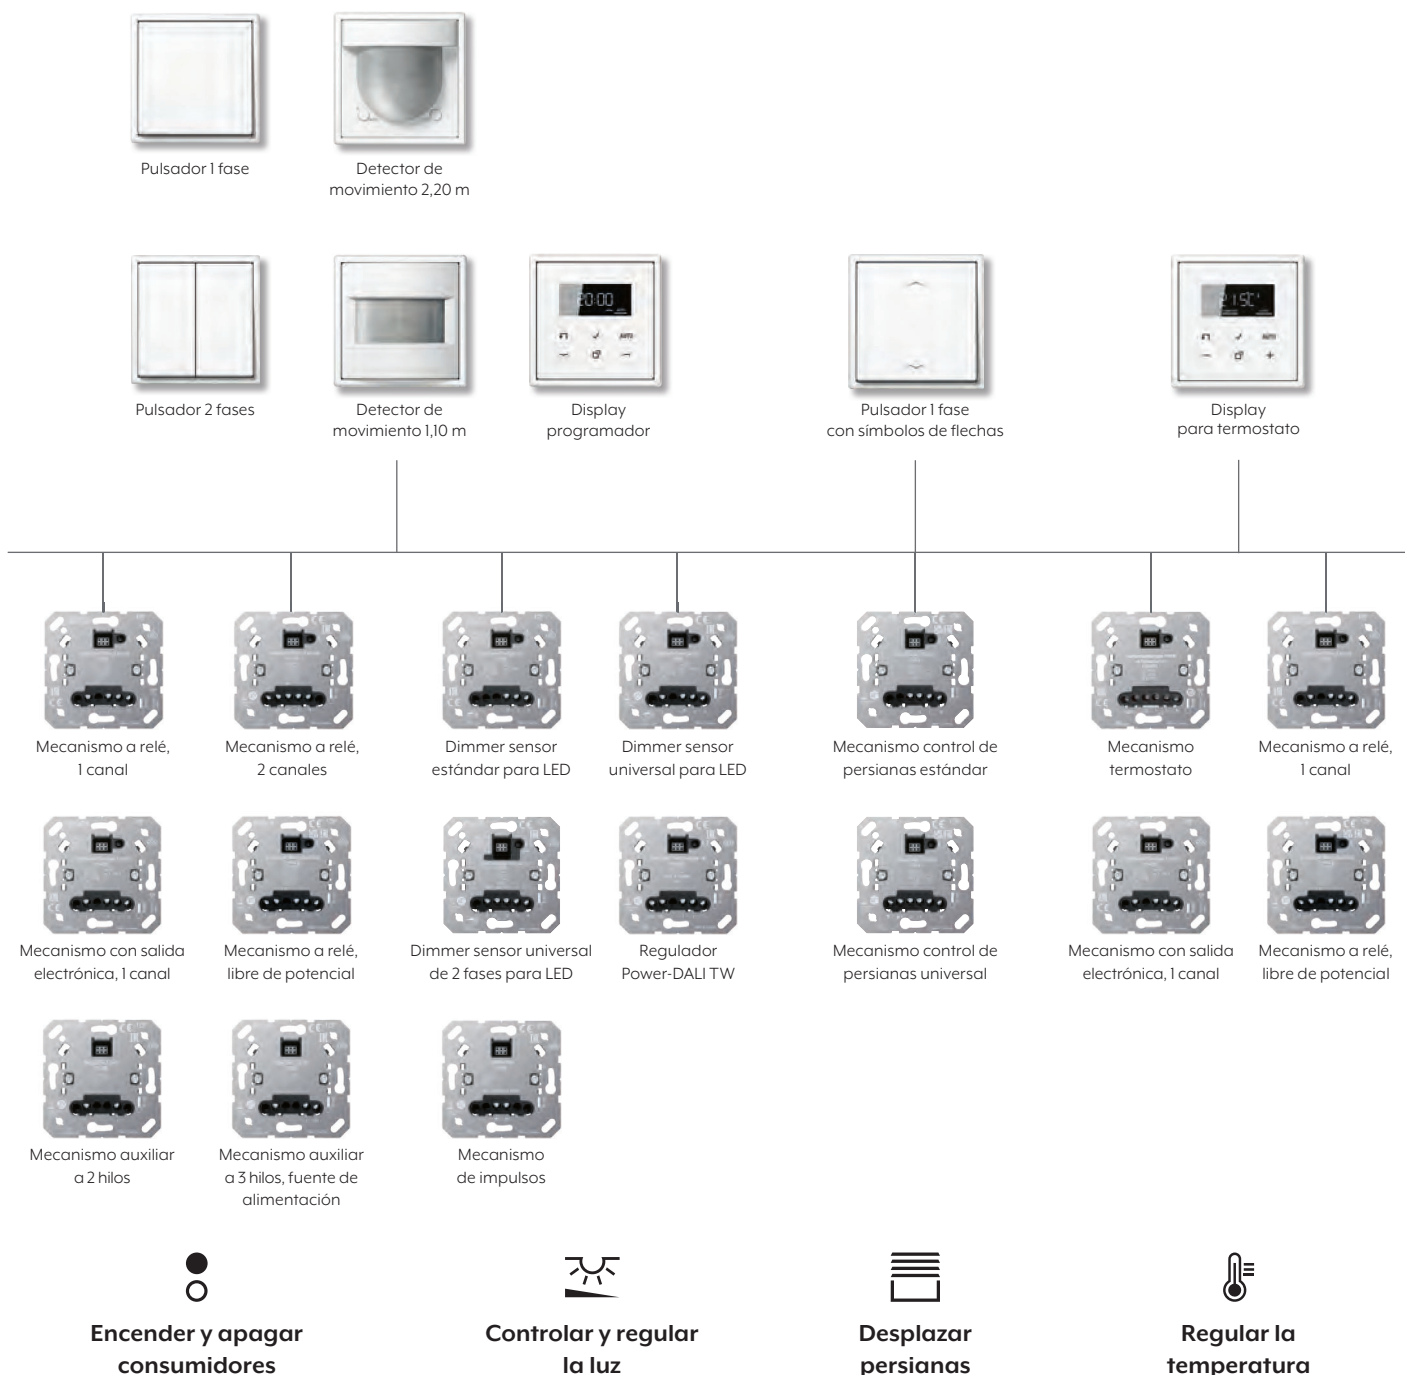 Pulsador 1 fase
Detector de
movimiento 2,20 m
20:00
AUTO
AUTO
Pulsador 2 fases
Detector de
movimiento 1,10 m
Display
programador
Pulsador 1 fase
con símbolos de flechas
Display
para termostato
Mecanismo a relé,
1 canal
Mecanismo a relé,
2 canales
Dimmer sensor
estándar para LED
Dimmer sensor
universal para LED
Mecanismo control de
persianas estándar
Mecanismo
termostato
Mecanismo a relé,
1 canal
Mecanismo con salida
electrónica, 1 canal
Mecanismo a relé,
libre de potencial
Dimmer sensor universal
de 2 fases para LED
Regulador
Power-DALI TW
Mecanismo control de
persianas universal
Mecanismo con salida
electrónica, 1 canal
Mecanismo a relé,
libre de potencial
Mecanismo auxiliar
a 2 hilos
Mecanismo auxiliar
a 3 hilos, fuente de
alimentación
Mecanismo
de impulsos
Encender y apagar
consumidores
Controlar y regular
la luz
Desplazar
persianas
Regular la
temperatura